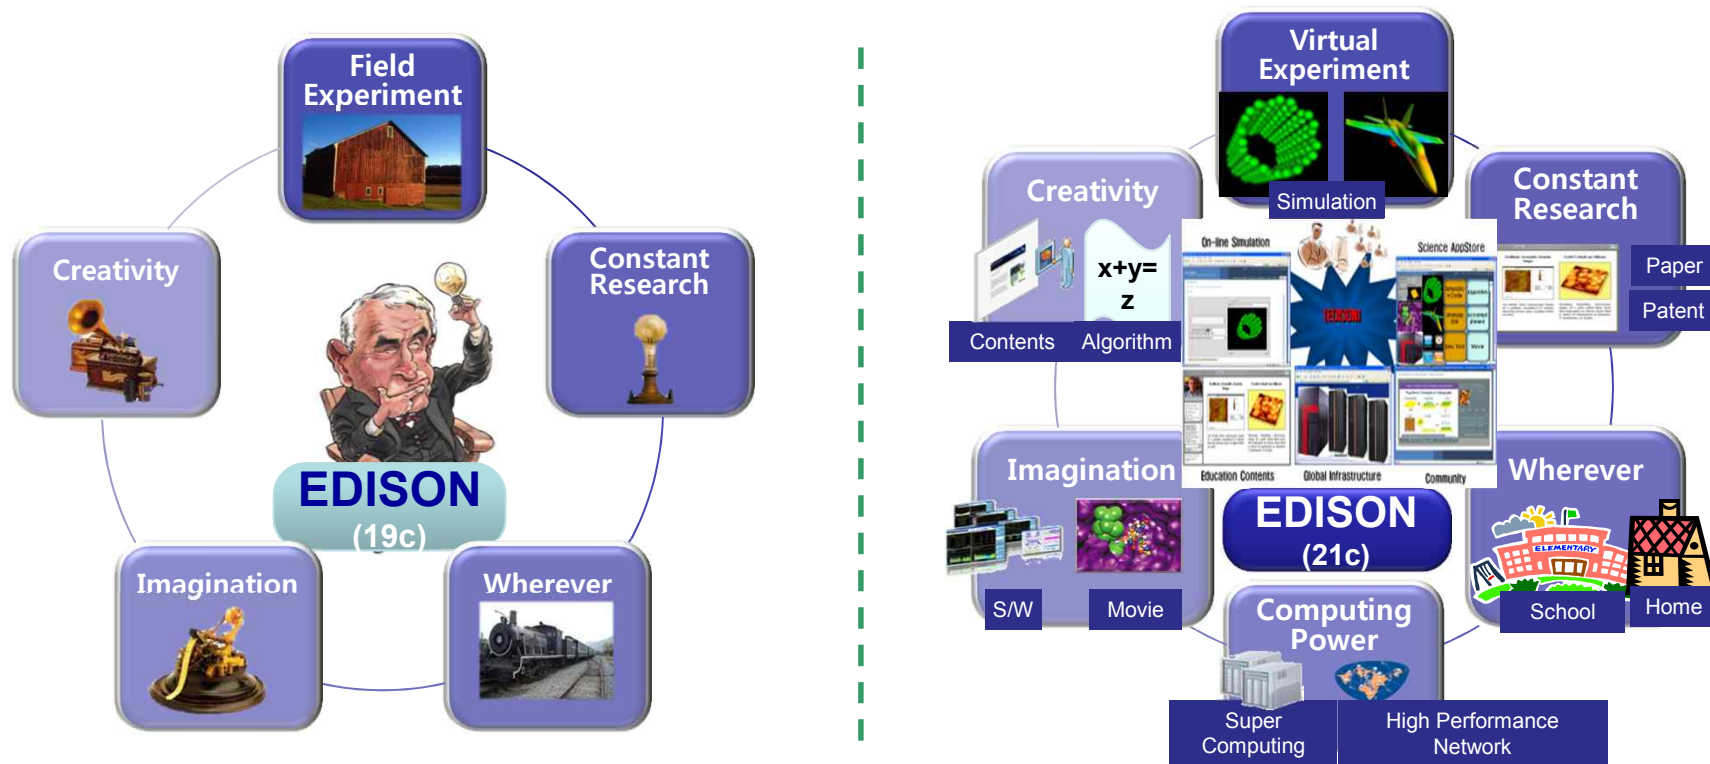 Field
Experiment
Creativity
Constant
Research
EDISON
(19c)
Imagination
Wherever
Virtual
Experiment
Simulation
Creativity
x+y=
z
Contents
Algorithm
Constant
Research
Paper
Patent
On-line Simulation
Science AppStore
[EDISON]
Education Contents
Global Infrastructure
Community
Imagination
S/W
Movie
EDISON
(21c)
Wherever
ELEMENTARY
School
Home
Computing
Power
Super
Computing
High Performance
Network